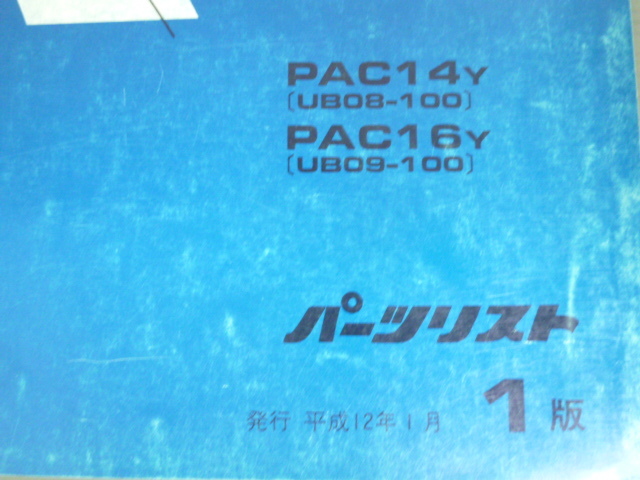 PAC14Y
[UB08-100]
PAC16Y
[UB09-100]
パーツリスト
発行 平成12年1月 1版